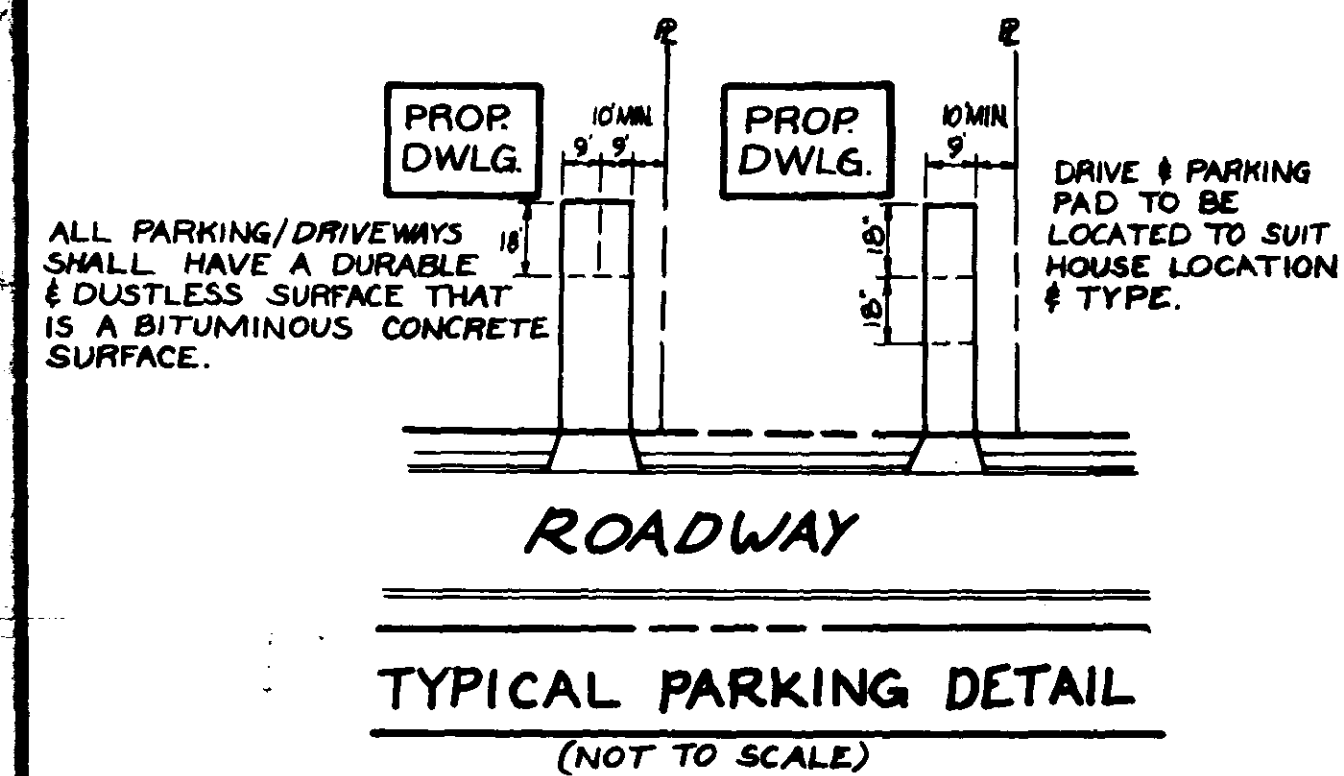 PL
PL
PROP.
DWLG.
10'MIN.
9' 9'
18'
PROP.
DWLG.
10'MIN
9'
18"
18"
ALL PARKING/DRIVEWAYS
SHALL HAVE A DURABLE
& DUSTLESS SURFACE THAT
IS A BITUMINOUS CONCRETE
SURFACE.
DRIVE & PARKING
PAD TO BE
LOCATED TO SUIT
HOUSE LOCATION
& TYPE.
ROADWAY
TYPICAL PARKING DETAIL
(NOT TO SCALE)